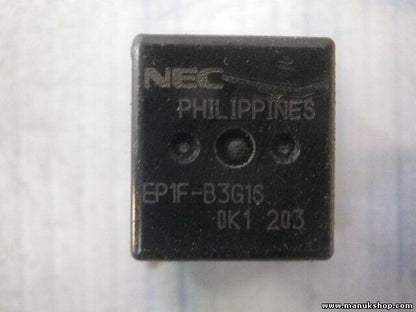 NEC
PHILIPPINES
EP1F-B3G1S
0K1 203
www.manukshop.com